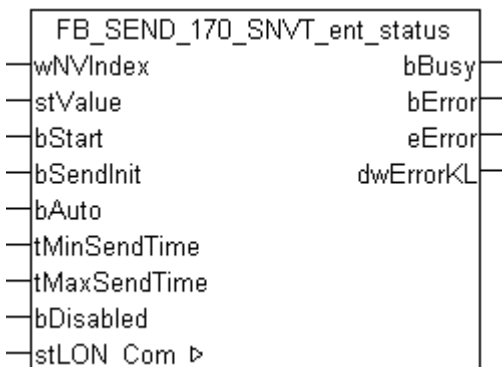 FB_SEND_170_SNVT_ent_status
wNVIndex bBusy
stValue bError
bStart eError
bSendInit dwErrorKL
bAuto
tMinSendTime
tMaxSendTime
bDisabled
stLON_Com ▷